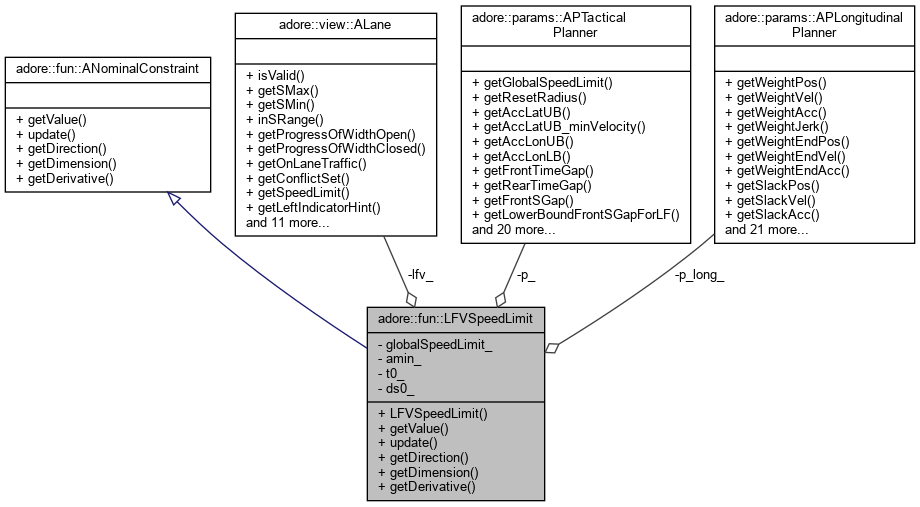 adore::fun::ANominalConstraint
+ getValue()
+ update()
+ getDirection()
+ getDimension()
+ getDerivative()
adore::view::ALane
+ isValid()
+ getSMax()
+ getSMin()
+ inSRange()
+ getProgressOfWidthOpen()
+ getProgressOfWidthClosed()
+ getOnLaneTraffic()
+ getConflictSet()
+ getSpeedLimit()
+ getLeftIndicatorHint()
and 11 more...
adore::params::APTactical
Planner
+ getGlobalSpeedLimit()
+ getResetRadius()
+ getAccLatUB()
+ getAccLatUB_minVelocity()
+ getAccLonUB()
+ getAccLonLB()
+ getFrontTimeGap()
+ getRearTimeGap()
+ getFrontSGap()
+ getLowerBoundFrontSGapForLF()
and 20 more...
adore::params::APLongitudinal
Planner
+ getWeightPos()
+ getWeightVel()
+ getWeightAcc()
+ getWeightJerk()
+ getWeightEndPos()
+ getWeightEndVel()
+ getWeightEndAcc()
+ getSlackPos()
+ getSlackVel()
+ getSlackAcc()
and 21 more...
-lfv_
-p_
-p_long_
adore::fun::LFVSpeedLimit
- globalSpeedLimit_
- amin_
- t0_
- ds0_
+ LFVSpeedLimit()
+ getValue()
+ update()
+ getDirection()
+ getDimension()
+ getDerivative()